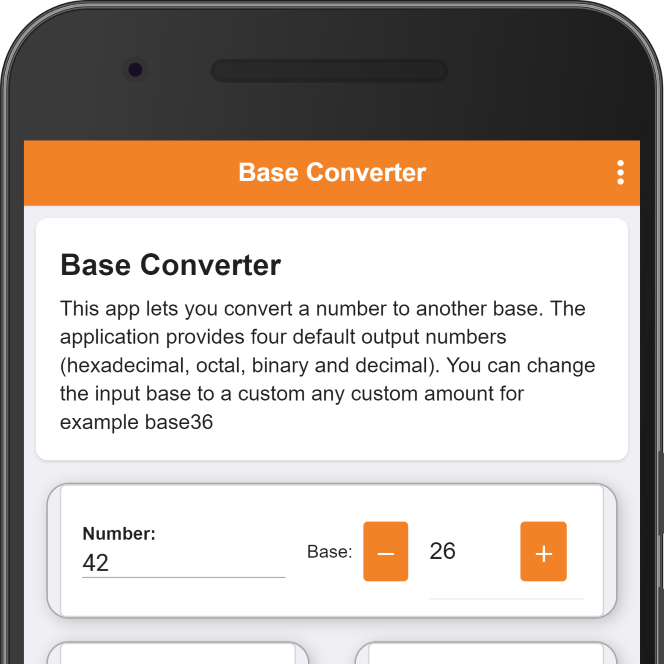 Base Converter
Base Converter
This app lets you convert a number to another base. The
application provides four default output numbers
(hexadecimal, octal, binary and decimal). You can change
the input base to a custom any custom amount for
example base36
Number:
42
Base:
−
26
+